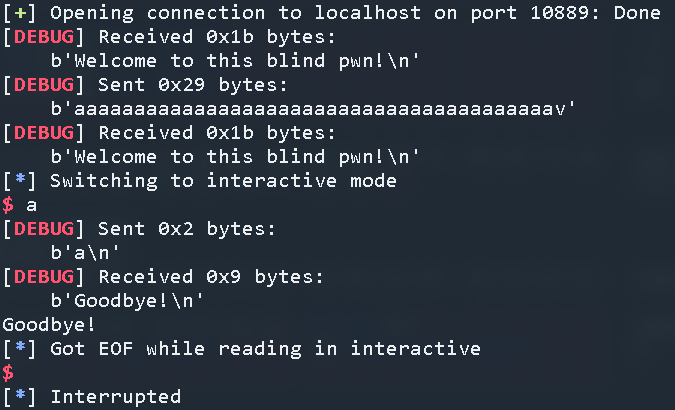 [+] Opening connection to localhost on port 10889: Done
[DEBUG] Received 0x1b bytes:
    b'Welcome to this blind pwn!\n'
[DEBUG] Sent 0x29 bytes:
    b'aaaaaaaaaaaaaaaaaaaaaaaaaaaaaaaaaaaaaaaav'
[DEBUG] Received 0x1b bytes:
    b'Welcome to this blind pwn!\n'
[*] Switching to interactive mode
$ a
[DEBUG] Sent 0x2 bytes:
    b'a\n'
[DEBUG] Received 0x9 bytes:
    b'Goodbye!\n'
Goodbye!
[*] Got EOF while reading in interactive
$
[*] Interrupted